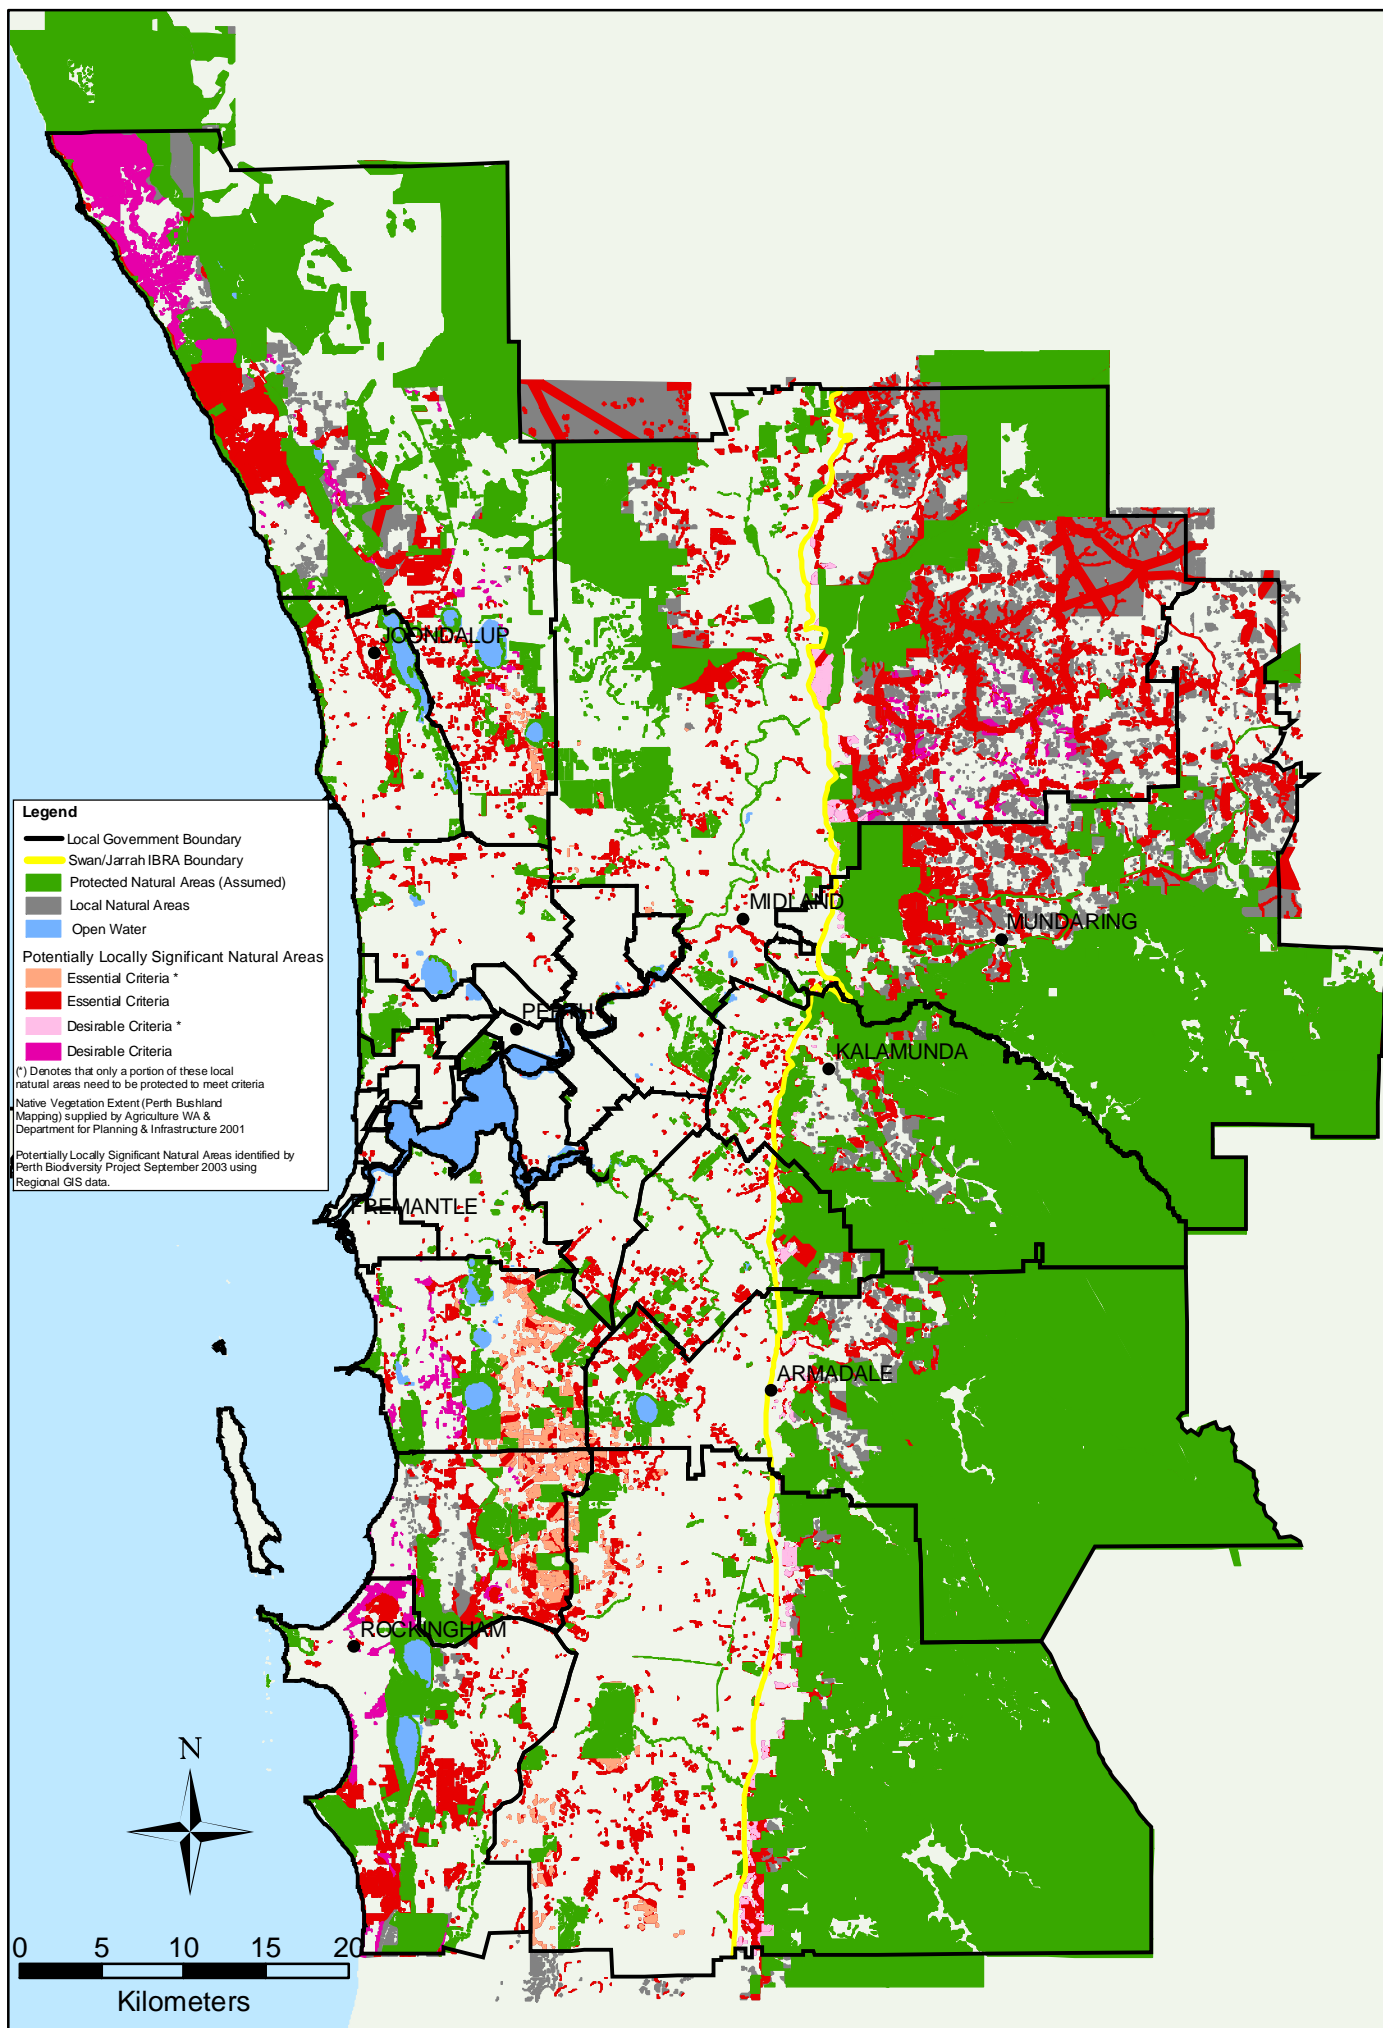 JOONDALUP
Legend
Local Government Boundary
Swan/Jarrah IBRA Boundary
Protected Natural Areas (Assumed)
Local Natural Areas
Open Water
Potentially Locally Significant Natural Areas
Essential Criteria *
Essential Criteria
Desirable Criteria *
Desirable Criteria
(*) Denotes that only a portion of these local
natural areas need to be protected to meet criteria
Native Vegetation Extent (Perth Bushland
Mapping) supplied by Agriculture WA &
Department for Planning & Infrastructure 2001
Potentially Locally Significant Natural Areas identified by
Perth Biodiversity Project September 2003 using
Regional GIS data.
MIDLAND
MUNDARING
PERTH
KALAMUNDA
FREMANTLE
ARMADALE
ROCKINGHAM
N
0 5 10 15 20
Kilometers